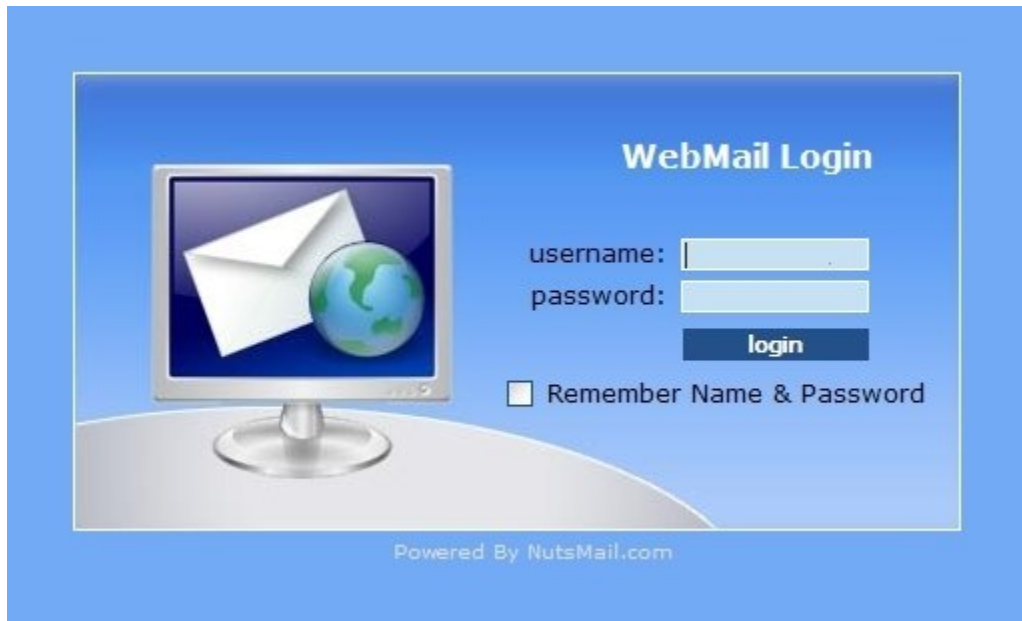 WebMail Login
username:
password:
login
Remember Name & Password
Powered By NutsMail.com